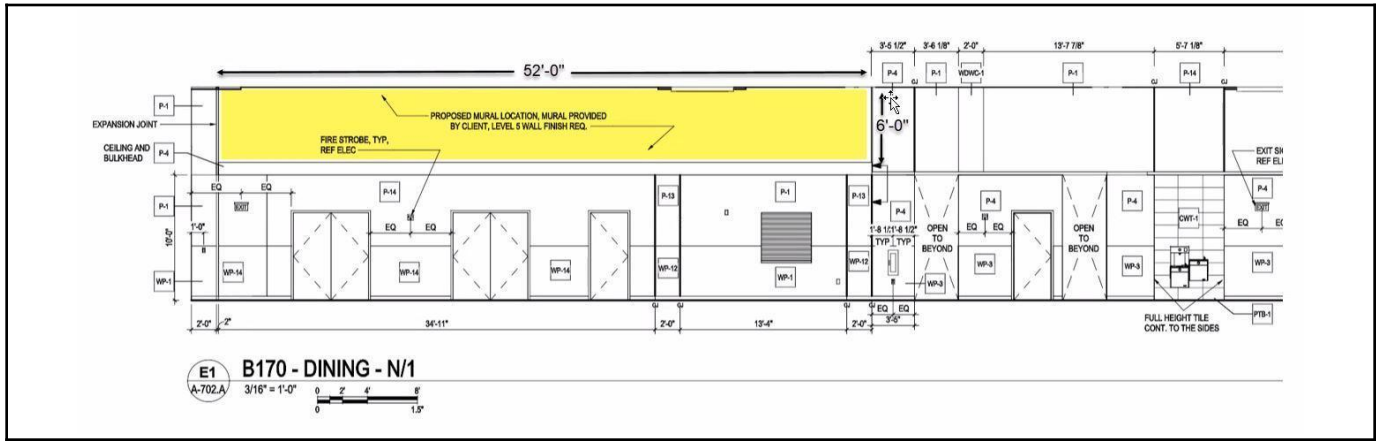 3'-5 1/2" 3'-6 1/8" 2'-0" 13'-7 7/8" 5'-7 1/8"
52'-0"
P-4 P-1 WDWC-1 P-1 P-14
P-1
PROPOSED MURAL LOCATION, MURAL PROVIDED
BY CLIENT, LEVEL 5 WALL FINISH REQ.
6'-0"
EXPANSION JOINT
FIRE STROBE, TYP,
REF ELEC
CEILING AND
BULKHEAD
P-4
EXIT SI
REF EL
EQ EQ
P-14 P-13 P-1 P-13 P-4 P-4 P-4 P-4
P-1
EXIT
EXIT
CWT-1
10'-0"
1'-0"
EQ EQ
EQ EQ
EQ
1'-8 1/2" 1'-8 1/2"
TYP TYP
OPEN
TO
BEYOND
OPEN
TO
BEYOND
WP-1 WP-14 WP-14 WP-14 WP-12 WP-1 WP-12 WP-3 WP-3 WP-3 WP-3
EQ EQ
3'-5"
2'-0" 2" 34'-11" 2'-0" 13'-4" 2'-0"
FULL HEIGHT TILE
CONT. TO THE SIDES
PTB-1
E1
A-702.A
B170 - DINING - N/1
3/16" = 1'-0"
0 2' 4' 8'
0 1.5"